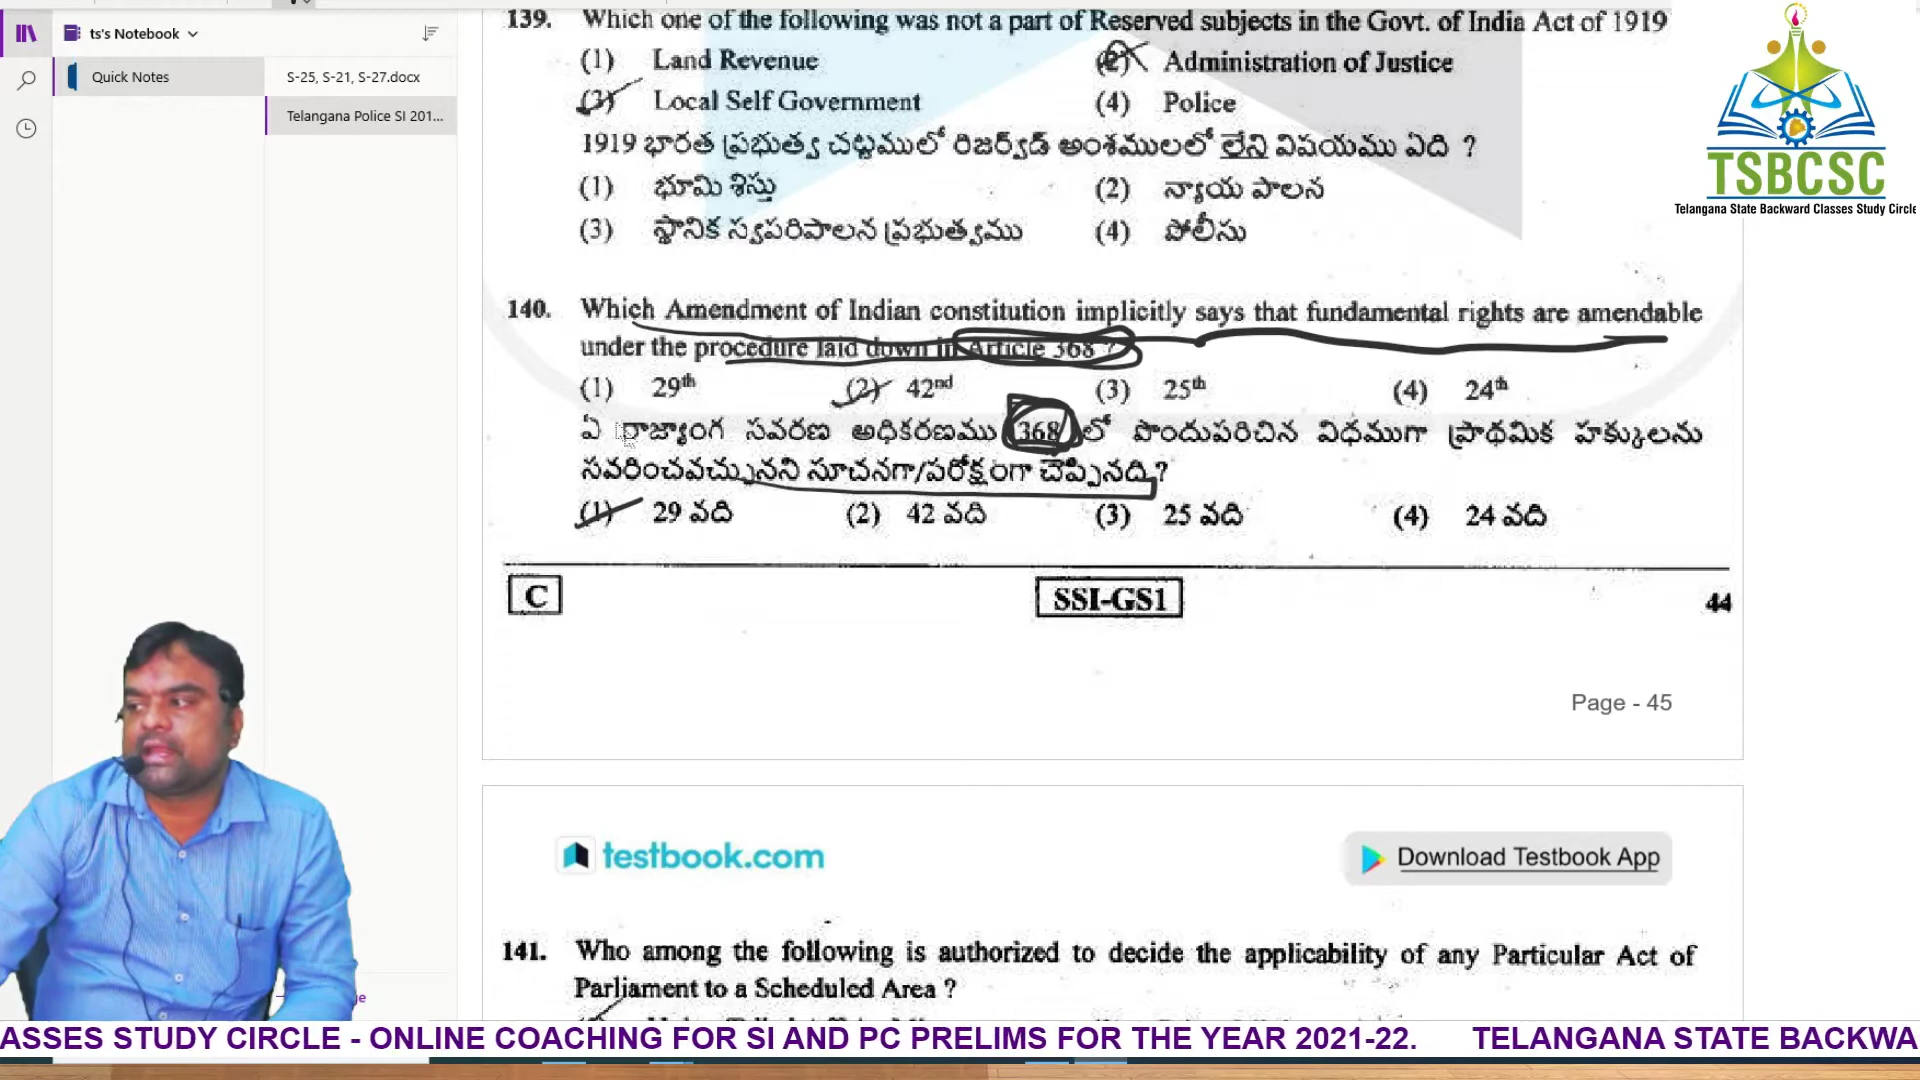 ts's Notebook
Quick Notes
S-25, S-21, S-27.docx
Telangana Police SI 201...
139. Which one of the following was not a part of Reserved subjects in the Govt. of India Act of 1919
(1) Land Revenue (2) Administration of Justice
(3) Local Self Government (4) Police
1919 భారత ప్రభుత్వ చట్టములో రిజర్వ్‌డ్ అంశములలో లేని విషయము ఏది ?
(1) భూమి శిస్తు (2) న్యాయ పాలన
(3) స్థానిక స్వపరిపాలన ప్రభుత్వము (4) పోలీసు
140. Which Amendment of Indian constitution implicitly says that fundamental rights are amendable
under the procedure laid down in Article 368 ?
(1) 29th (2) 42nd (3) 25th (4) 24th
ఏ రాజ్యాంగ సవరణ అధికరణము 368 లో పొందుపరిచిన విధముగా ప్రాథమిక హక్కులను
సవరించవచ్చునని సూచనగా/పరోక్షంగా చెప్పినది ?
(1) 29 వది (2) 42 వది (3) 25 వది (4) 24 వది
C SSI-GS1 44
Page - 45
testbook.com Download Testbook App
141. Who among the following is authorized to decide the applicability of any Particular Act of
Parliament to a Scheduled Area ?
TSBCSC
Telangana State Backward Classes Study Circle
ASSES STUDY CIRCLE - ONLINE COACHING FOR SI AND PC PRELIMS FOR THE YEAR 2021-22. TELANGANA STATE BACKWA